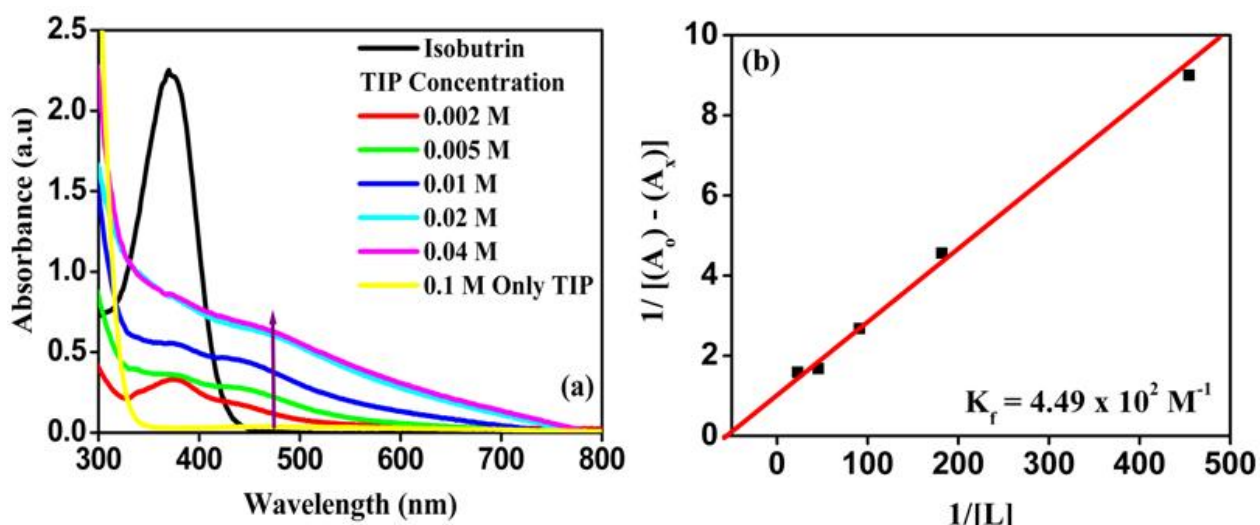 2.5
2.0
1.5
1.0
0.5
0.0
Absorbance (a.u)
Isobutrin
TIP Concentration
0.002 M
0.005 M
0.01 M
0.02 M
0.04 M
0.1 M Only TIP
(a)
300 400 500 600 700 800
Wavelength (nm)
10
8
6
4
2
0
1/ [(Aₒ) - (Aₓ)]
(b)
K_f = 4.49 x 10² M⁻¹
0 100 200 300 400 500
1/[L]